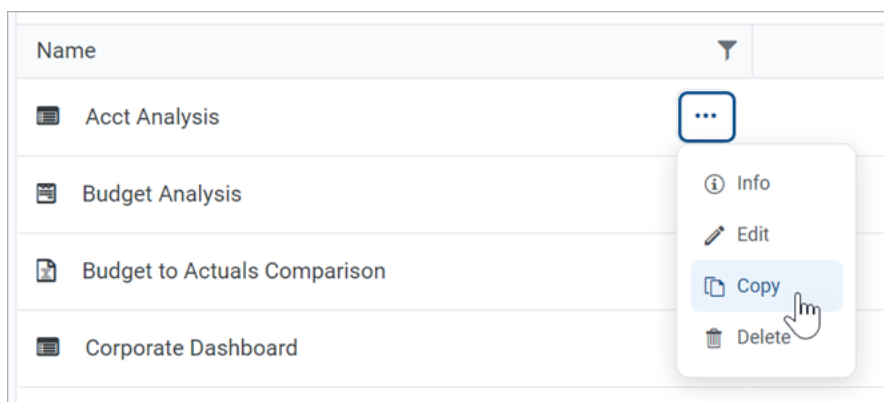 Name
Acct Analysis
Info
Budget Analysis
Edit
Budget to Actuals Comparison
Copy
Delete
Corporate Dashboard